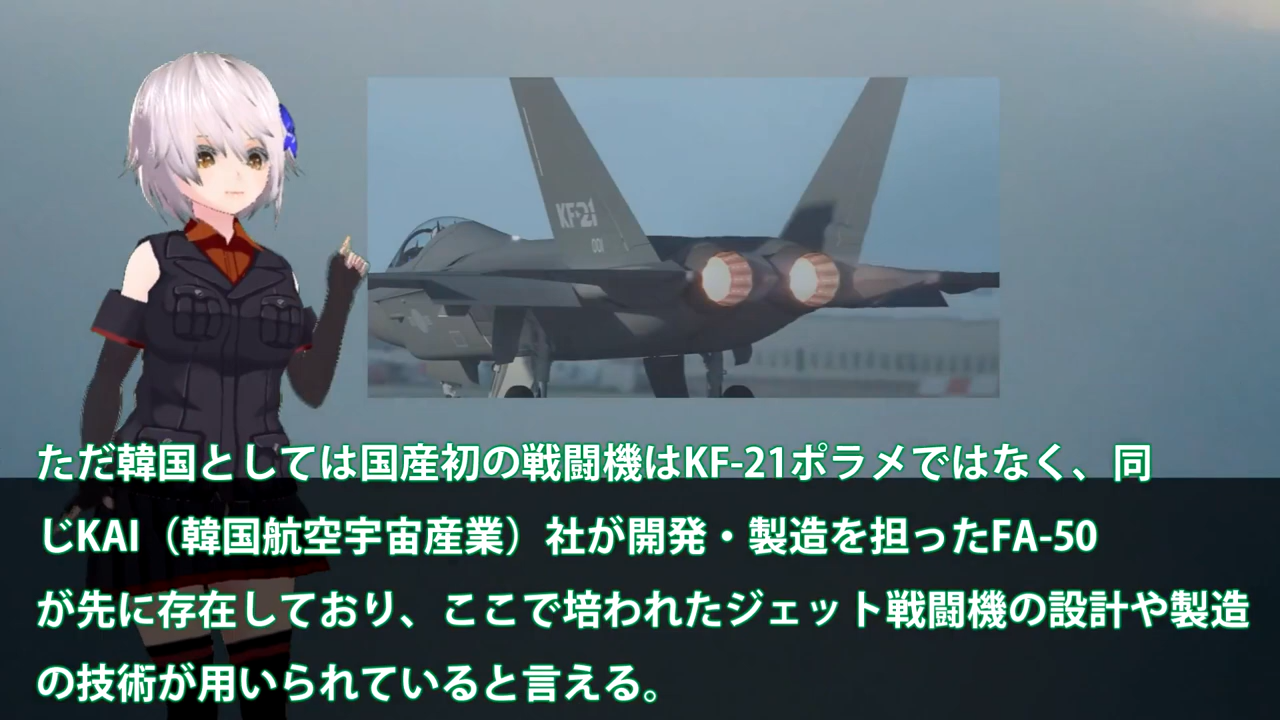 KF-21
001
ただ韓国としては国産初の戦闘機はKF-21ポラメではなく、同
じKAI（韓国航空宇宙産業）社が開発・製造を担ったFA-50
が先に存在しており、ここで培われたジェット戦闘機の設計や製造
の技術が用いられていると言える。